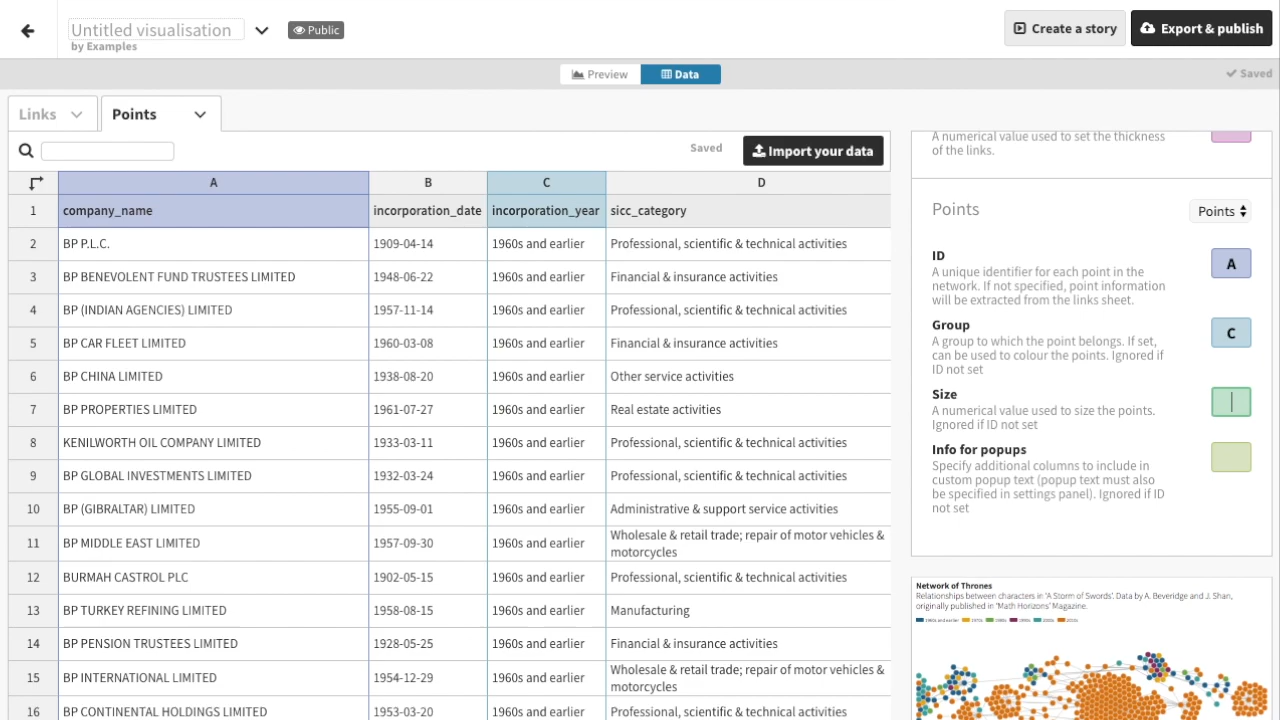 Untitled visualisation
by Examples
Public
Create a story
Export & publish
Preview
Data
Saved
Links
Points
Saved
Import your data
A B C D
1 company_name incorporation_date incorporation_year sicc_category
2 BP P.L.C. 1909-04-14 1960s and earlier Professional, scientific & technical activities
3 BP BENEVOLENT FUND TRUSTEES LIMITED 1948-06-22 1960s and earlier Financial & insurance activities
4 BP (INDIAN AGENCIES) LIMITED 1957-11-14 1960s and earlier Professional, scientific & technical activities
5 BP CAR FLEET LIMITED 1960-03-08 1960s and earlier Financial & insurance activities
6 BP CHINA LIMITED 1938-08-20 1960s and earlier Other service activities
7 BP PROPERTIES LIMITED 1961-07-27 1960s and earlier Real estate activities
8 KENILWORTH OIL COMPANY LIMITED 1933-03-11 1960s and earlier Professional, scientific & technical activities
9 BP GLOBAL INVESTMENTS LIMITED 1932-03-24 1960s and earlier Professional, scientific & technical activities
10 BP (GIBRALTAR) LIMITED 1955-09-01 1960s and earlier Administrative & support service activities
11 BP MIDDLE EAST LIMITED 1957-09-30 1960s and earlier Wholesale & retail trade; repair of motor vehicles &
motorcycles
12 BURMAH CASTROL PLC 1902-05-15 1960s and earlier Professional, scientific & technical activities
13 BP TURKEY REFINING LIMITED 1958-08-15 1960s and earlier Manufacturing
14 BP PENSION TRUSTEES LIMITED 1928-05-25 1960s and earlier Financial & insurance activities
15 BP INTERNATIONAL LIMITED 1954-12-29 1960s and earlier Wholesale & retail trade; repair of motor vehicles &
motorcycles
16 BP CONTINENTAL HOLDINGS LIMITED 1953-03-20 1960s and earlier Professional, scientific & technical activities
A numerical value used to set the thickness
of the links.
Points
Points
ID
A
A unique identifier for each point in the
network. If not specified, point information
will be extracted from the links sheet.
Group
C
A group to which the point belongs. If set,
can be used to colour the points. Ignored if
ID not set
Size
A numerical value used to size the points.
Ignored if ID not set
Info for popups
Specify additional columns to include in
custom popup text (popup text must also
be specified in settings panel). Ignored if ID
not set
Network of Thrones
Relationships between characters in 'A Storm of Swords'. Data by A. Beveridge and J. Shan,
originally published in 'Math Horizons' Magazine.
1960s and earlier 1970s 1980s 1990s 2000s 2010s